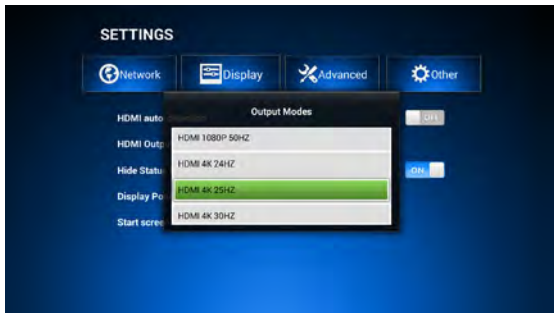 SETTINGS
Network
Display
Advanced
Other
Output Modes
HDMI auto
OFF
HDMI 1080P 50HZ
HDMI Outp
HDMI 4K 24HZ
Hide Statu
ON
HDMI 4K 25HZ
Display Po
HDMI 4K 30HZ
Start scree